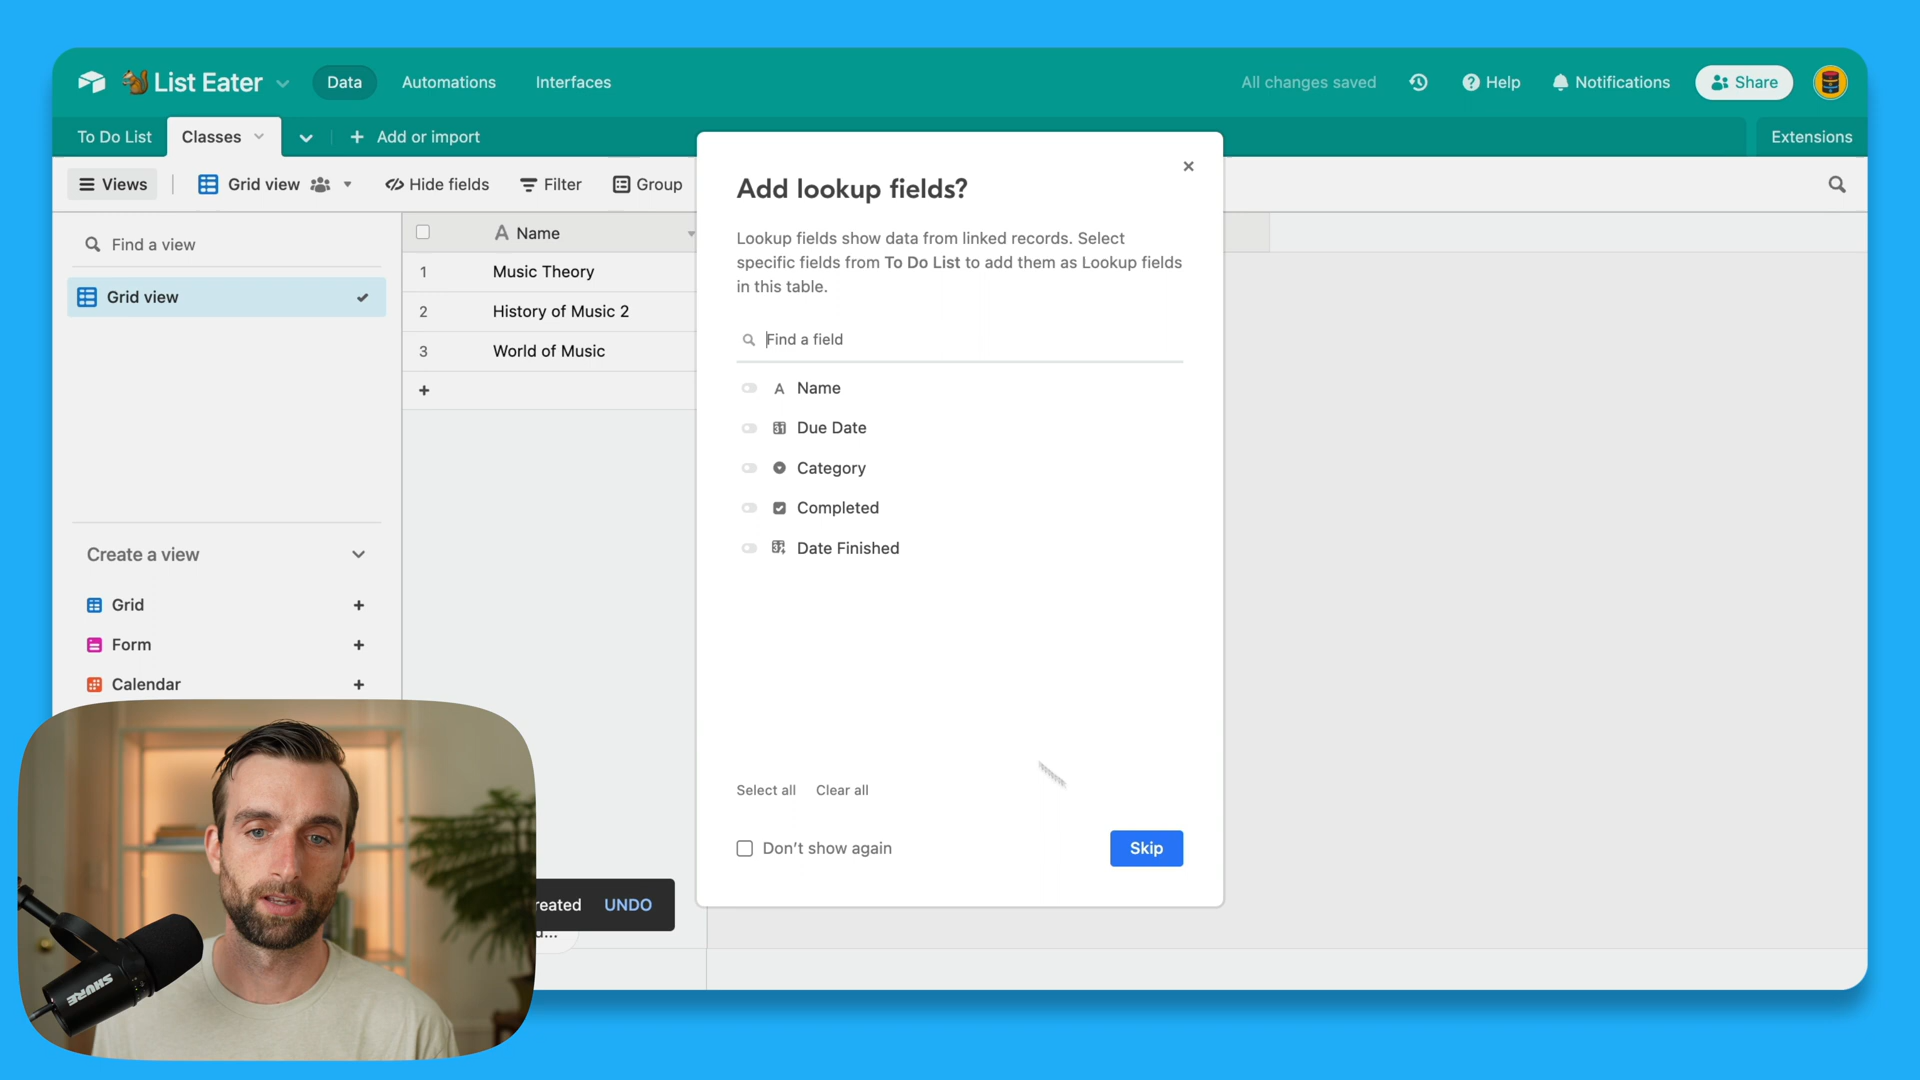 List Eater
Data
Automations
Interfaces
All changes saved
Help
Notifications
Share
To Do List
Classes
Add or import
Extensions
Views
Grid view
Hide fields
Filter
Group
Find a view
Grid view
Create a view
Grid
Form
Calendar
Name
1 Music Theory
2 History of Music 2
3 World of Music
Add lookup fields?
Lookup fields show data from linked records. Select
specific fields from To Do List to add them as Lookup fields
in this table.
Find a field
Name
Due Date
Category
Completed
Date Finished
Select all Clear all
Don't show again
Skip
UNDO
SHURE